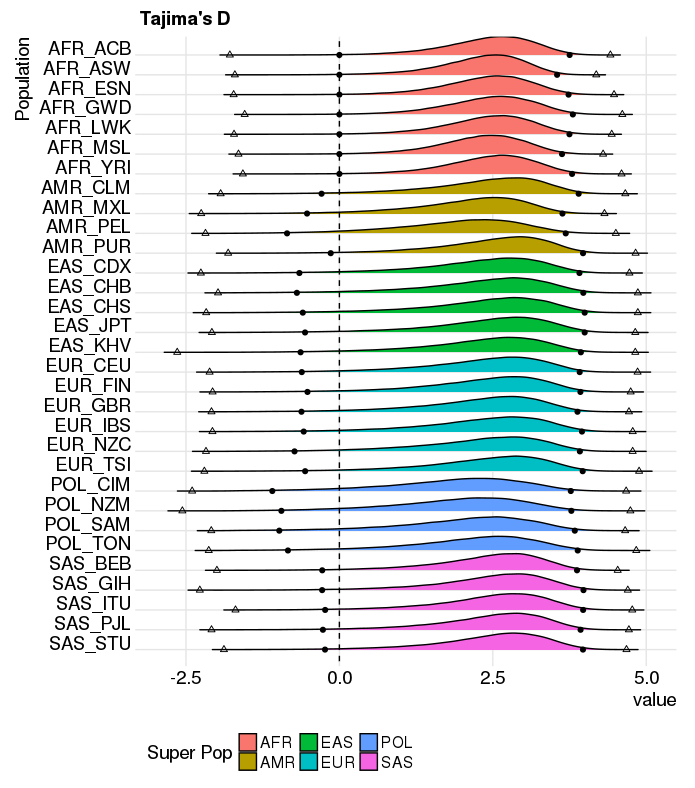 Tajima's D
Population
AFR_ACB
AFR_ASW
AFR_ESN
AFR_GWD
AFR_LWK
AFR_MSL
AFR_YRI
AMR_CLM
AMR_MXL
AMR_PEL
AMR_PUR
EAS_CDX
EAS_CHB
EAS_CHS
EAS_JPT
EAS_KHV
EUR_CEU
EUR_FIN
EUR_GBR
EUR_IBS
EUR_NZC
EUR_TSI
POL_CIM
POL_NZM
POL_SAM
POL_TON
SAS_BEB
SAS_GIH
SAS_ITU
SAS_PJL
SAS_STU
-2.5 0.0 2.5 5.0
value
Super Pop
AFR EAS POL
AMR EUR SAS